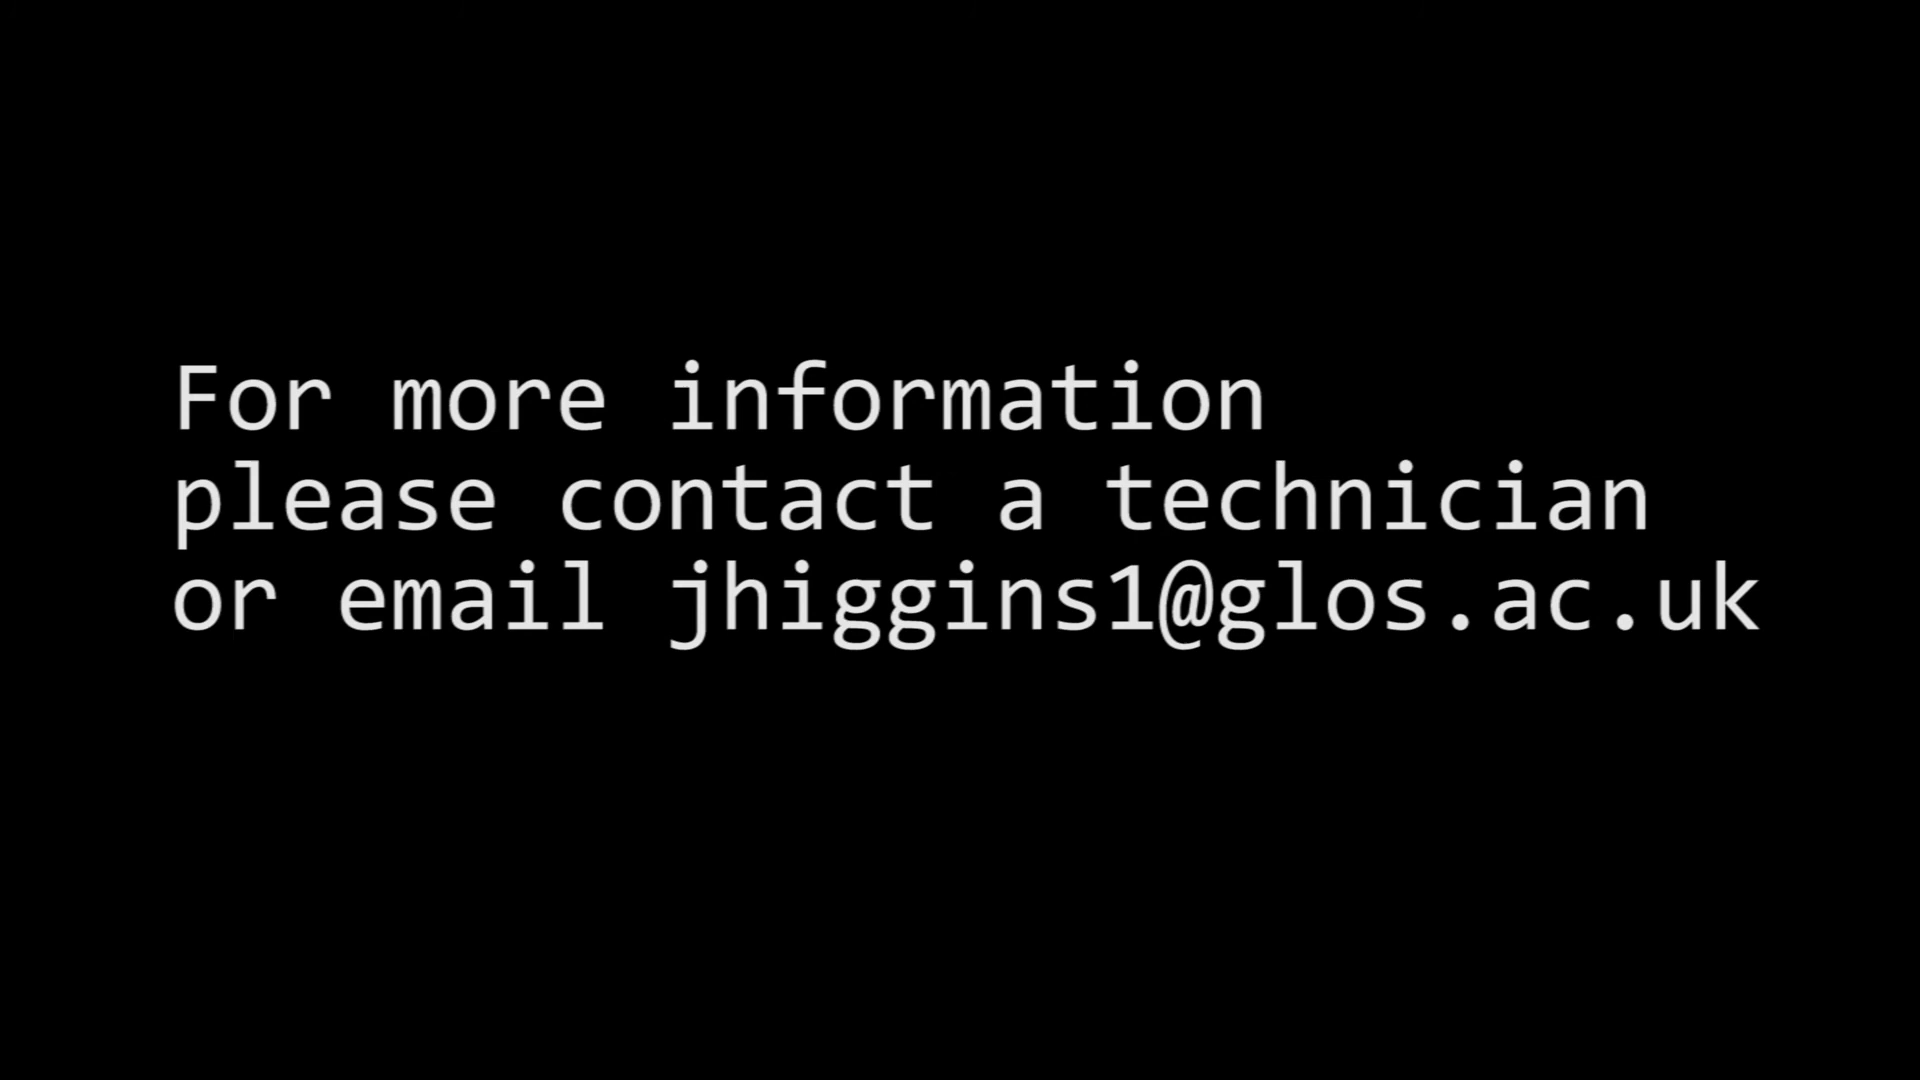 For more information
please contact a technician
or email jhiggins1@glos.ac.uk